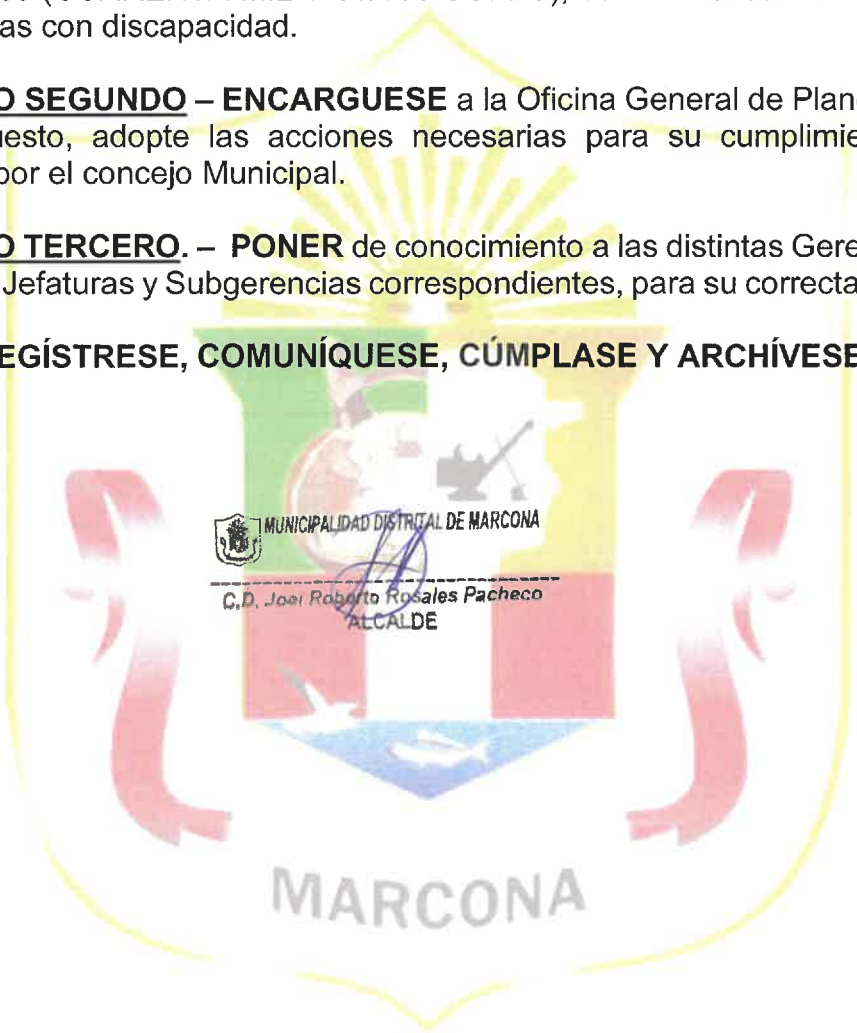 as con discapacidad.
O SEGUNDO – ENCARGUESE a la Oficina General de Plan
uesto, adopte las acciones necesarias para su cumplimie
por el concejo Municipal.
O TERCERO. – PONER de conocimiento a las distintas Gere
Jefaturas y Subgerencias correspondientes, para su correcta
EGÍSTRESE, COMUNÍQUESE, CÚMPLASE Y ARCHÍVESE
MUNICIPALIDAD DISTRITAL DE MARCONA
C.D. Joel Roberto Rosales Pacheco
ALCALDE
MARCONA